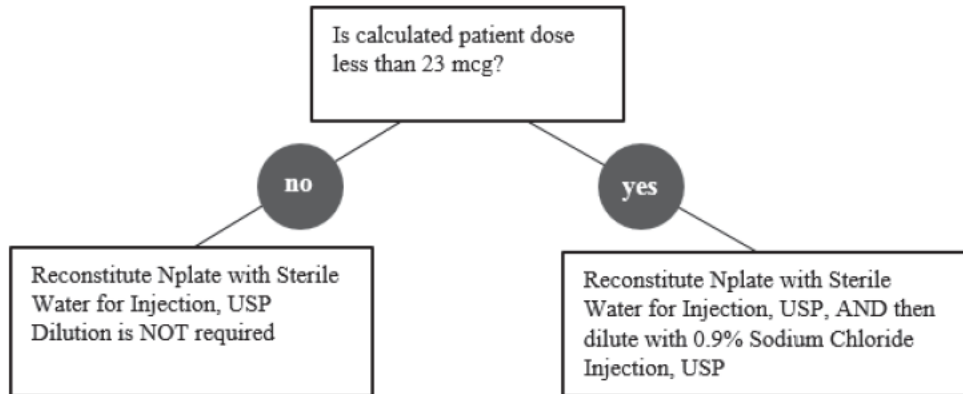 Is calculated patient dose
less than 23 mcg?
no
yes
Reconstitute Nplate with Sterile
Water for Injection, USP
Dilution is NOT required
Reconstitute Nplate with Sterile
Water for Injection, USP, AND then
dilute with 0.9% Sodium Chloride
Injection, USP